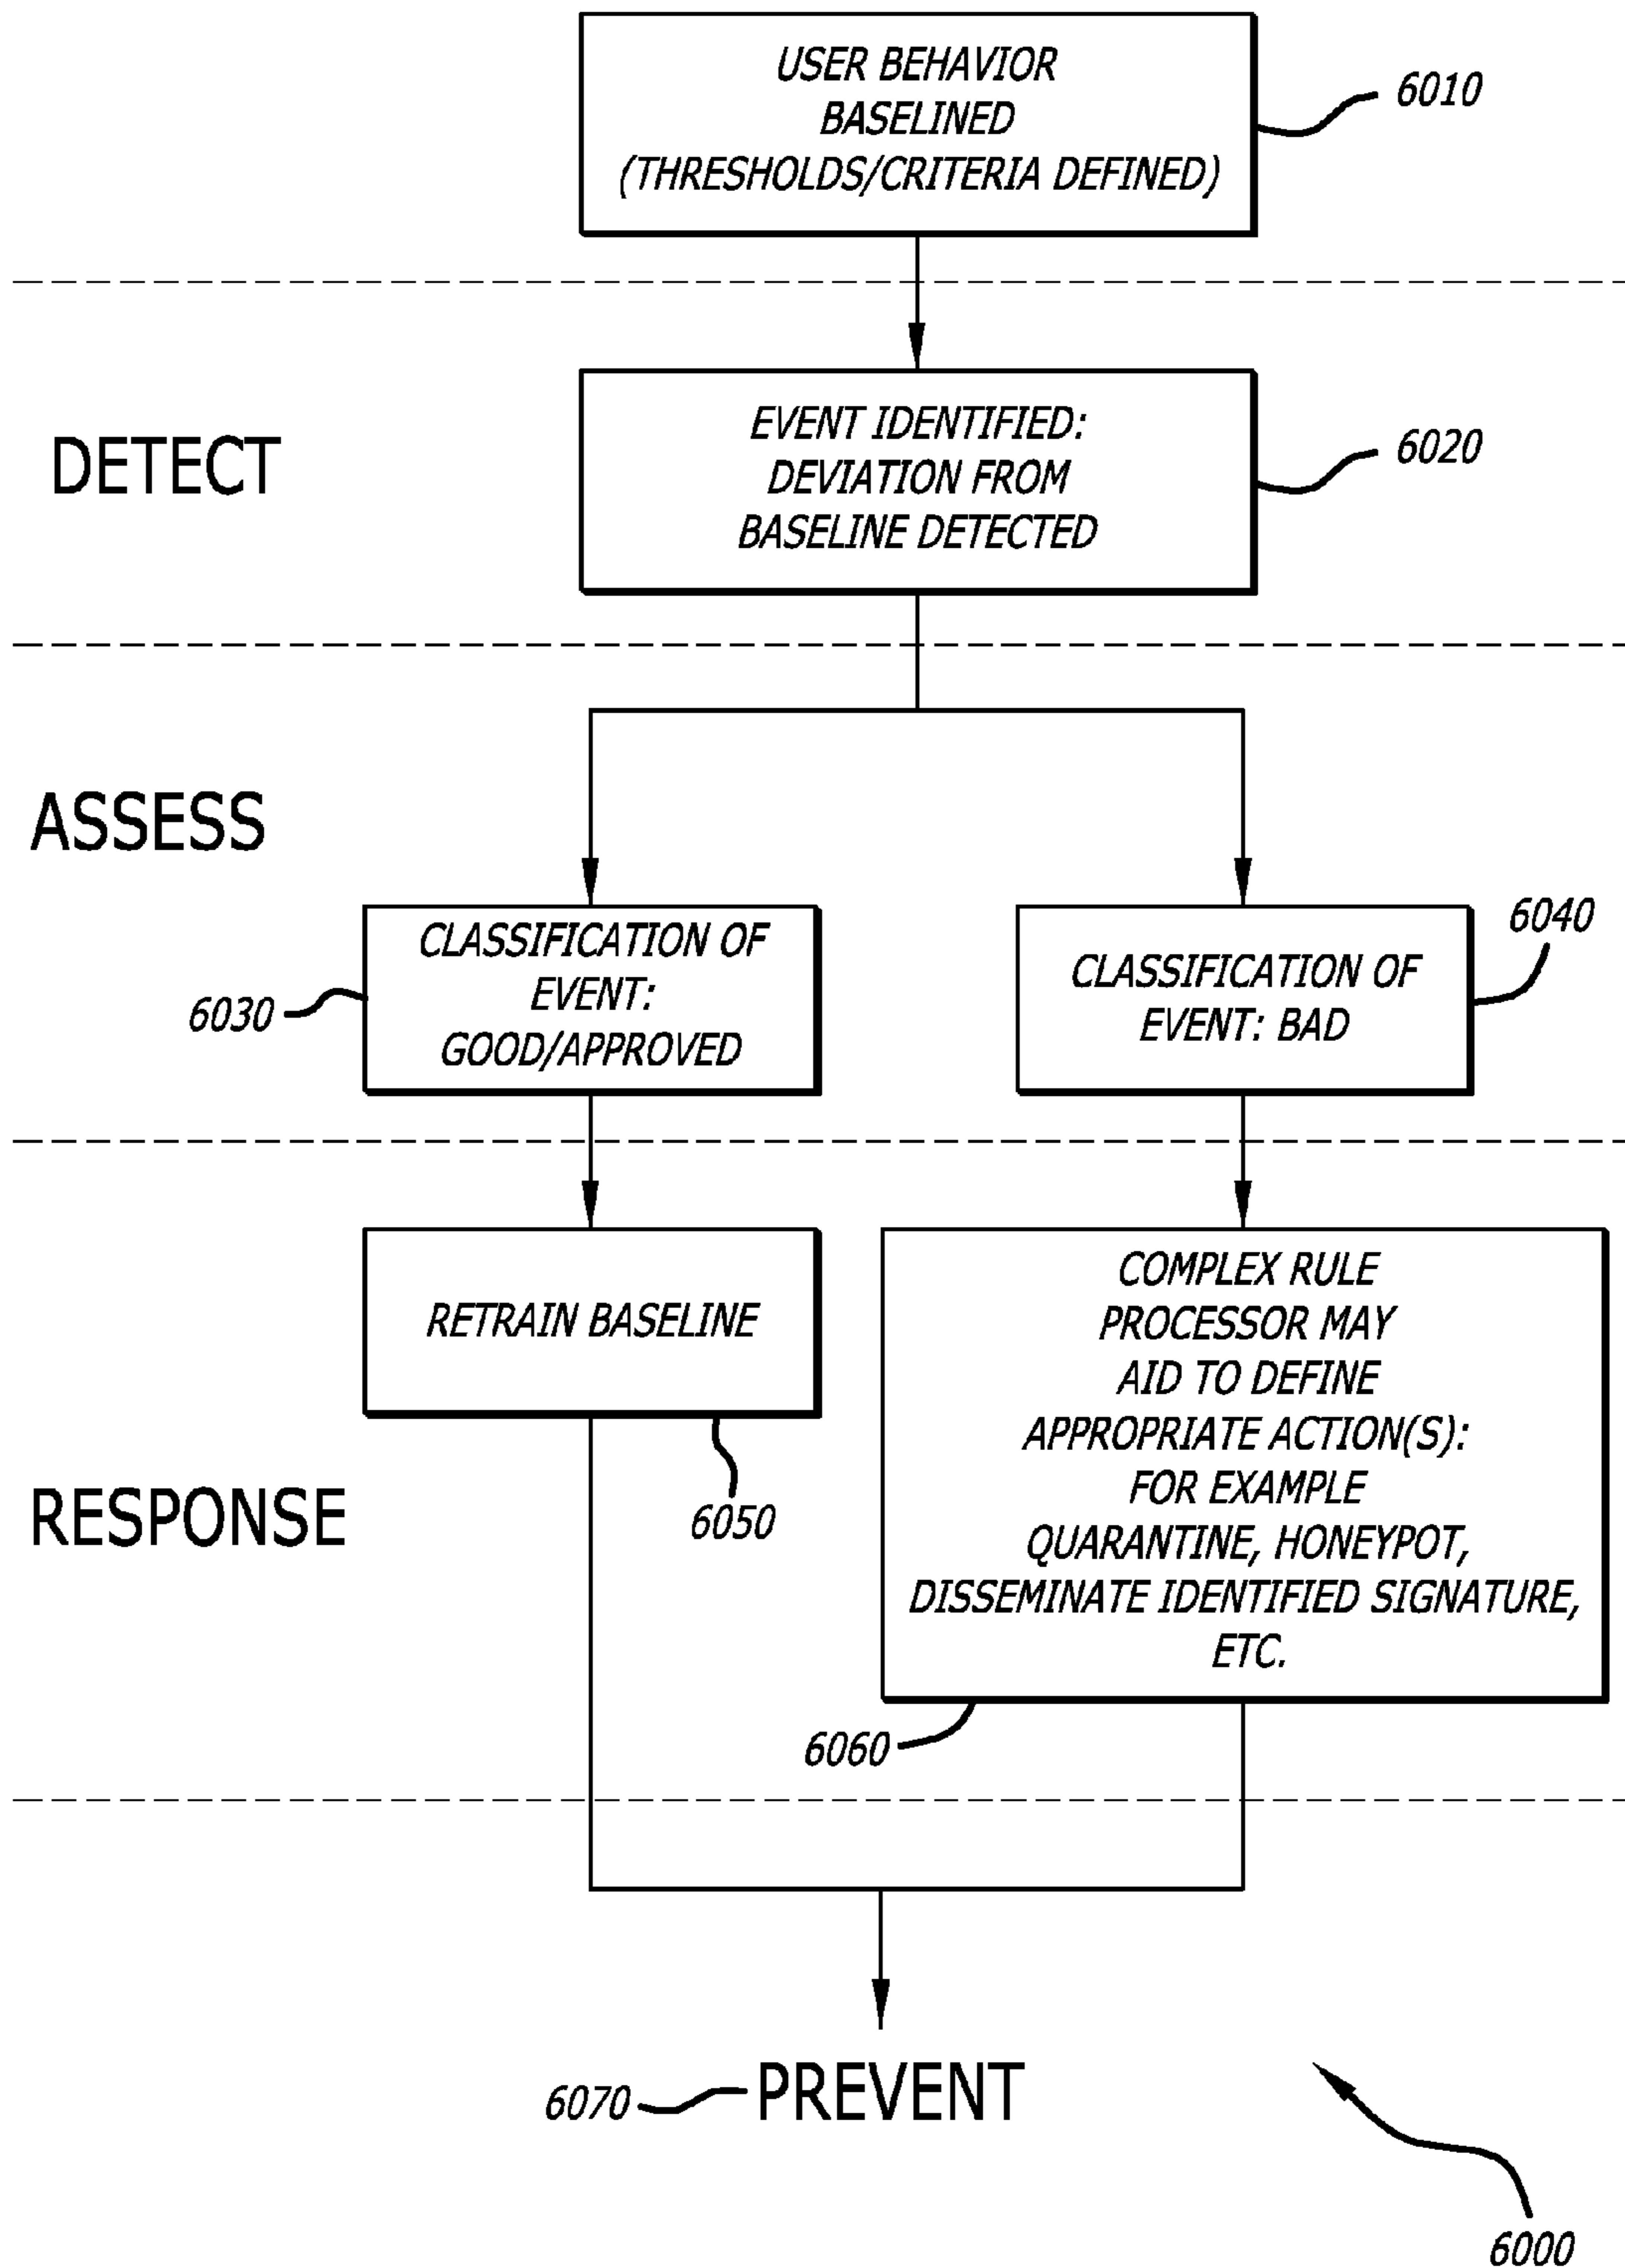 USER BEHAVIOR
BASELINED
(THRESHOLDS/CRITERIA DEFINED)
6010
DETECT
EVENT IDENTIFIED:
DEVIATION FROM
BASELINE DETECTED
6020
ASSESS
CLASSIFICATION OF
EVENT:
GOOD/APPROVED
6030
CLASSIFICATION OF
EVENT: BAD
6040
RESPONSE
RETRAIN BASELINE
6050
COMPLEX RULE
PROCESSOR MAY
AID TO DEFINE
APPROPRIATE ACTION(S):
FOR EXAMPLE
QUARANTINE, HONEYPOT,
DISSEMINATE IDENTIFIED SIGNATURE,
ETC.
6060
6070
PREVENT
6000